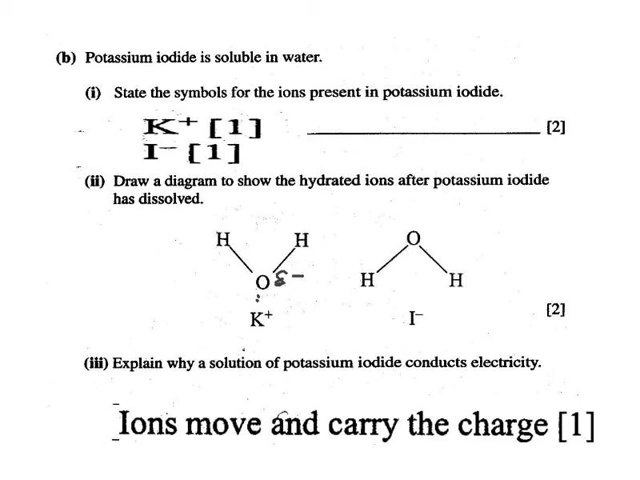 (b) Potassium iodide is soluble in water.
(i) State the symbols for the ions present in potassium iodide.
K⁺ [1] [2]
I⁻ [1]
(ii) Draw a diagram to show the hydrated ions after potassium iodide
has dissolved.
H H O
O δ− H H
K⁺ I⁻ [2]
(iii) Explain why a solution of potassium iodide conducts electricity.
Ions move and carry the charge [1]